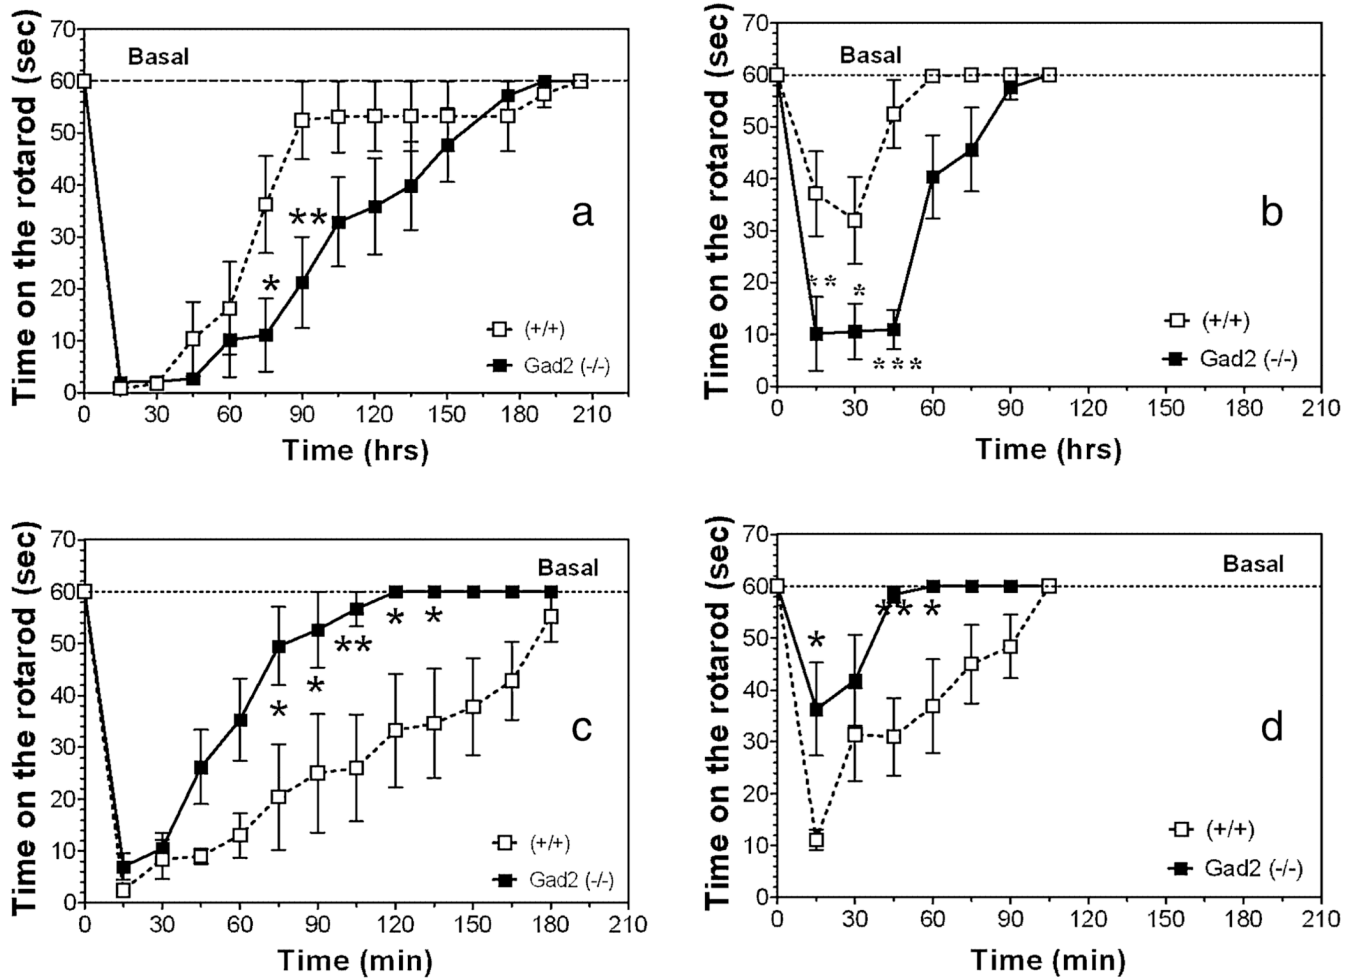 Time on the rotarod (sec)
70
60
50
40
30
20
10
0
Basal
**
*
a
(+/+)
Gad2 (-/-)
0 30 60 90 120 150 180 210
Time (hrs)
Time on the rotarod (sec)
70
60
50
40
30
20
10
0
Basal
b
** *
***
(+/+)
Gad2 (-/-)
0 30 60 90 120 150 180 210
Time (hrs)
Time on the rotarod (sec)
70
60
50
40
30
20
10
0
Basal
* *
**
*
*
c
(+/+)
Gad2 (-/-)
0 30 60 90 120 150 180 210
Time (min)
Time on the rotarod (sec)
70
60
50
40
30
20
10
0
Basal
** *
*
d
(+/+)
Gad2 (-/-)
0 30 60 90 120 150 180 210
Time (min)